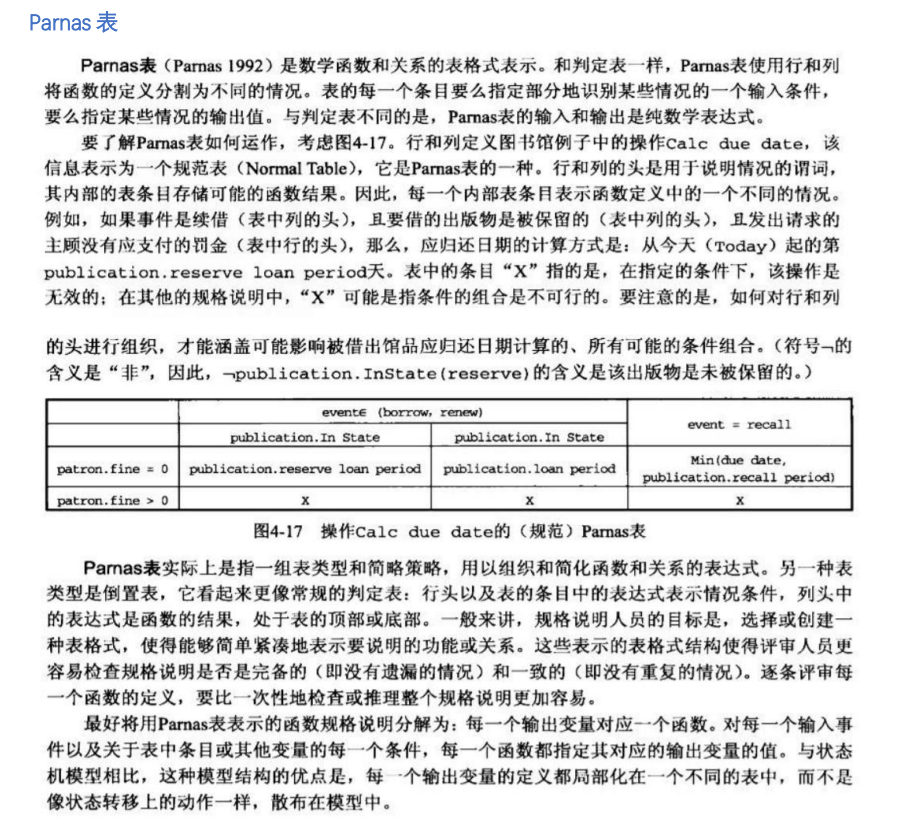 Parnas 表
Parnas表（Parnas 1992）是数学函数和关系的表格式表示。和判定表一样，Parnas表使用行和列
将函数的定义分割为不同的情况。表的每一个条目要么指定部分地识别某些情况的一个输入条件，
要么指定某些情况的输出值。与判定表不同的是，Parnas表的输入和输出是纯数学表达式。
要了解Parnas表如何运作，考虑图4-17。行和列定义图书馆例子中的操作Calc due date，该
信息表示为一个规范表（Normal Table），它是Parnas表的一种。行和列的头是用于说明情况的谓词，
其内部的表条目存储可能的函数结果。因此，每一个内部表条目表示函数定义中的一个不同的情况。
例如，如果事件是续借（表中列的头），且要借的出版物是被保留的（表中列的头），且发出请求的
主顾没有应支付的罚金（表中行的头），那么，应归还日期的计算方式是：从今天（Today）起的第
publication.reserve loan period天。表中的条目“X”指的是，在指定的条件下，该操作是
无效的；在其他的规格说明中，“X”可能是指条件的组合是不可行的。要注意的是，如何对行和列
的头进行组织，才能涵盖可能影响被借出馆品应归还日期计算的、所有可能的条件组合。（符号¬的
含义是“非”，因此，¬publication.InState(reserve)的含义是该出版物是未被保留的。）
event∈ (borrow, renew)
event = recall
publication.In State publication.In State
patron.fine = 0 publication.reserve loan period publication.loan period Min(due date,
publication.recall period)
patron.fine > 0 X X X
图4-17 操作Calc due date的（规范）Parnas表
Parnas表实际上是指一组表类型和简略策略，用以组织和简化函数和关系的表达式。另一种表
类型是倒置表，它看起来更像常规的判定表：行头以及表的条目中的表达式表示情况条件，列头中
的表达式是函数的结果，处于表的顶部或底部。一般来讲，规格说明人员的目标是，选择或创建一
种表格式，使得能够简单紧凑地表示要说明的功能或关系。这些表示的表格式结构使得评审人员更
容易检查规格说明是否是完备的（即没有遗漏的情况）和一致的（即没有重复的情况）。逐条评审每
一个函数的定义，要比一次性地检查或推理整个规格说明更加容易。
最好将用Parnas表表示的函数规格说明分解为：每一个输出变量对应一个函数。对每一个输入事
件以及关于表中条目或其他变量的每一个条件，每一个函数都指定其对应的输出变量的值。与状态
机模型相比，这种模型结构的优点是，每一个输出变量的定义都局部化在一个不同的表中，而不是
像状态转移上的动作一样，散布在模型中。